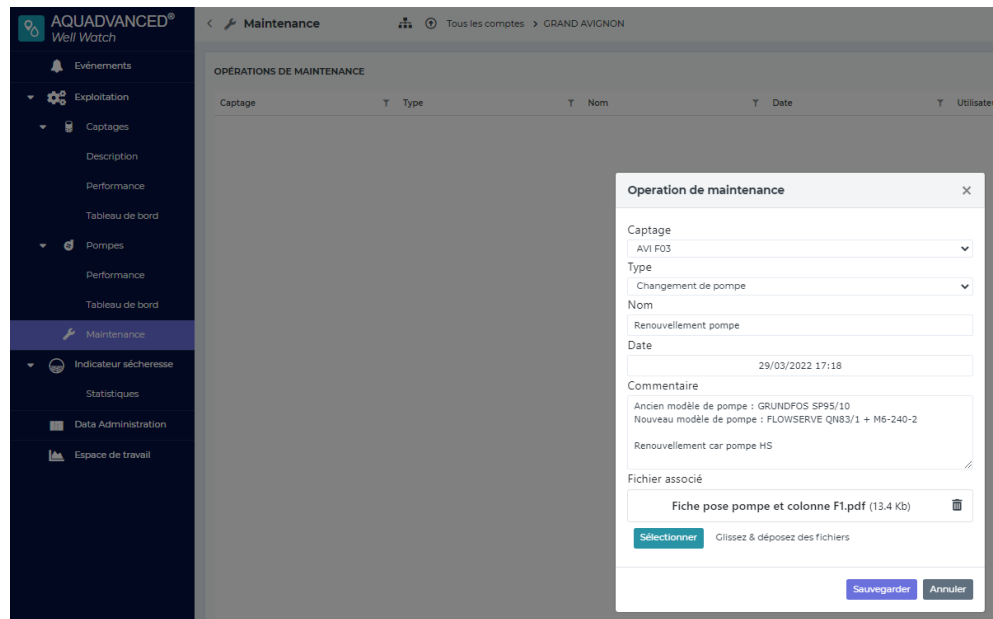 AQUADVANCED®
Well Watch
Evénements
Exploitation
Captages
Description
Performance
Tableau de bord
Pompes
Performance
Tableau de bord
Maintenance
Indicateur sécheresse
Statistiques
Data Administration
Espace de travail
Maintenance
Tous les comptes > GRAND AVIGNON
OPÉRATIONS DE MAINTENANCE
Captage Type Nom Date Utilisate
Operation de maintenance
Captage
AVI F03
Type
Changement de pompe
Nom
Renouvellement pompe
Date
29/03/2022 17:18
Commentaire
Ancien modèle de pompe : GRUNDFOS SP95/10
Nouveau modèle de pompe : FLOWSERVE QN83/1 + M6-240-2
Renouvellement car pompe HS
Fichier associé
Fiche pose pompe et colonne F1.pdf (13.4 Kb)
Sélectionner Glissez & déposez des fichiers
Sauvegarder Annuler